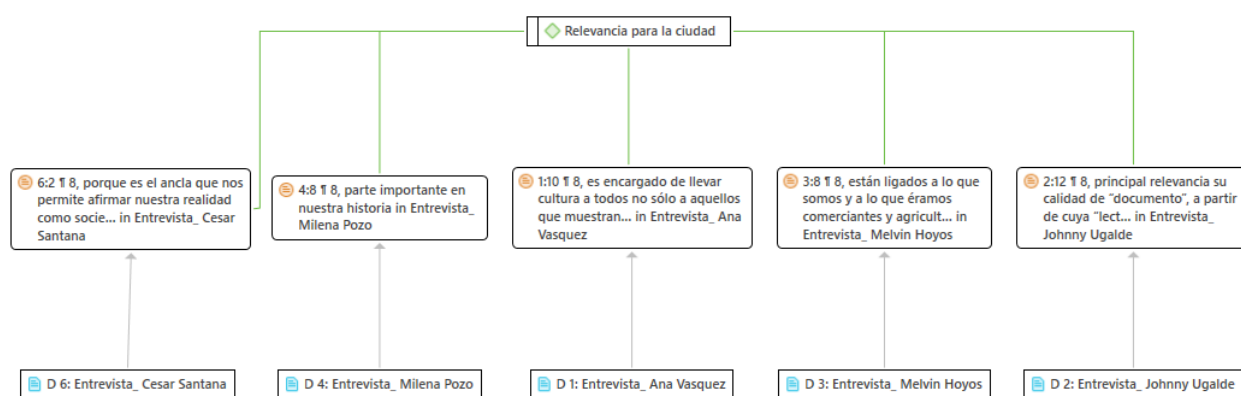 Relevancia para la ciudad
6:2 ¶ 8, porque es el ancla que nos
permite afirmar nuestra realidad
como socie... in Entrevista_ Cesar
Santana
4:8 ¶ 8, parte importante en
nuestra historia in Entrevista_
Milena Pozo
1:10 ¶ 8, es encargado de llevar
cultura a todos no sólo a aquellos
que muestran... in Entrevista_ Ana
Vasquez
3:8 ¶ 8, están ligados a lo que
somos y a lo que éramos
comerciantes y agricult... in
Entrevista_ Melvin Hoyos
2:12 ¶ 8, principal relevancia su
calidad de “documento”, a partir
de cuya “lect... in Entrevista_
Johnny Ugalde
D 6: Entrevista_ Cesar Santana
D 4: Entrevista_ Milena Pozo
D 1: Entrevista_ Ana Vasquez
D 3: Entrevista_ Melvin Hoyos
D 2: Entrevista_ Johnny Ugalde